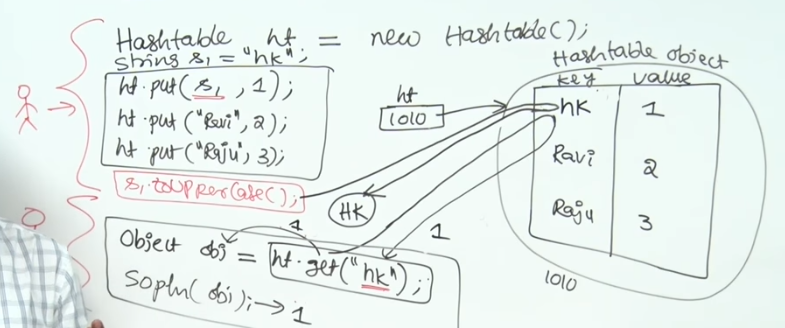 Hashtable ht = new Hashtable();
string s1 = "hk";
ht.put(s1, 1);
ht.put("Ravi", 2);
ht.put("Raju", 3);
s1.toUpperCase();
Object obj = ht.get("hk");
1
1
Sopln(obj); → 1
HK
ht
1010
Hashtable object
key value
hk 1
Ravi 2
Raju 3
1010